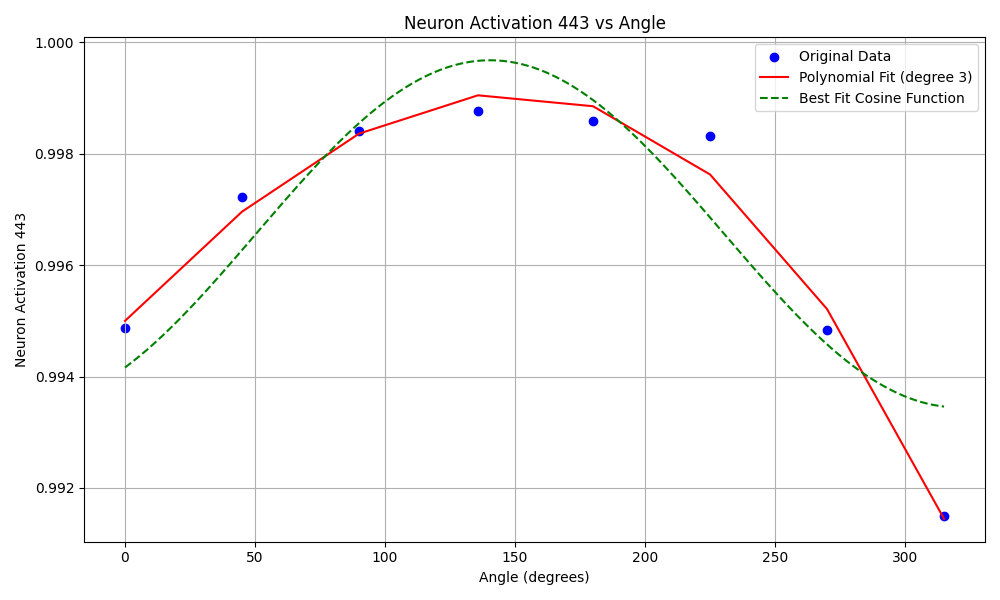 Neuron Activation 443 vs Angle
Original Data
Polynomial Fit (degree 3)
Best Fit Cosine Function
Neuron Activation 443
1.000
0.998
0.996
0.994
0.992
0 50 100 150 200 250 300
Angle (degrees)